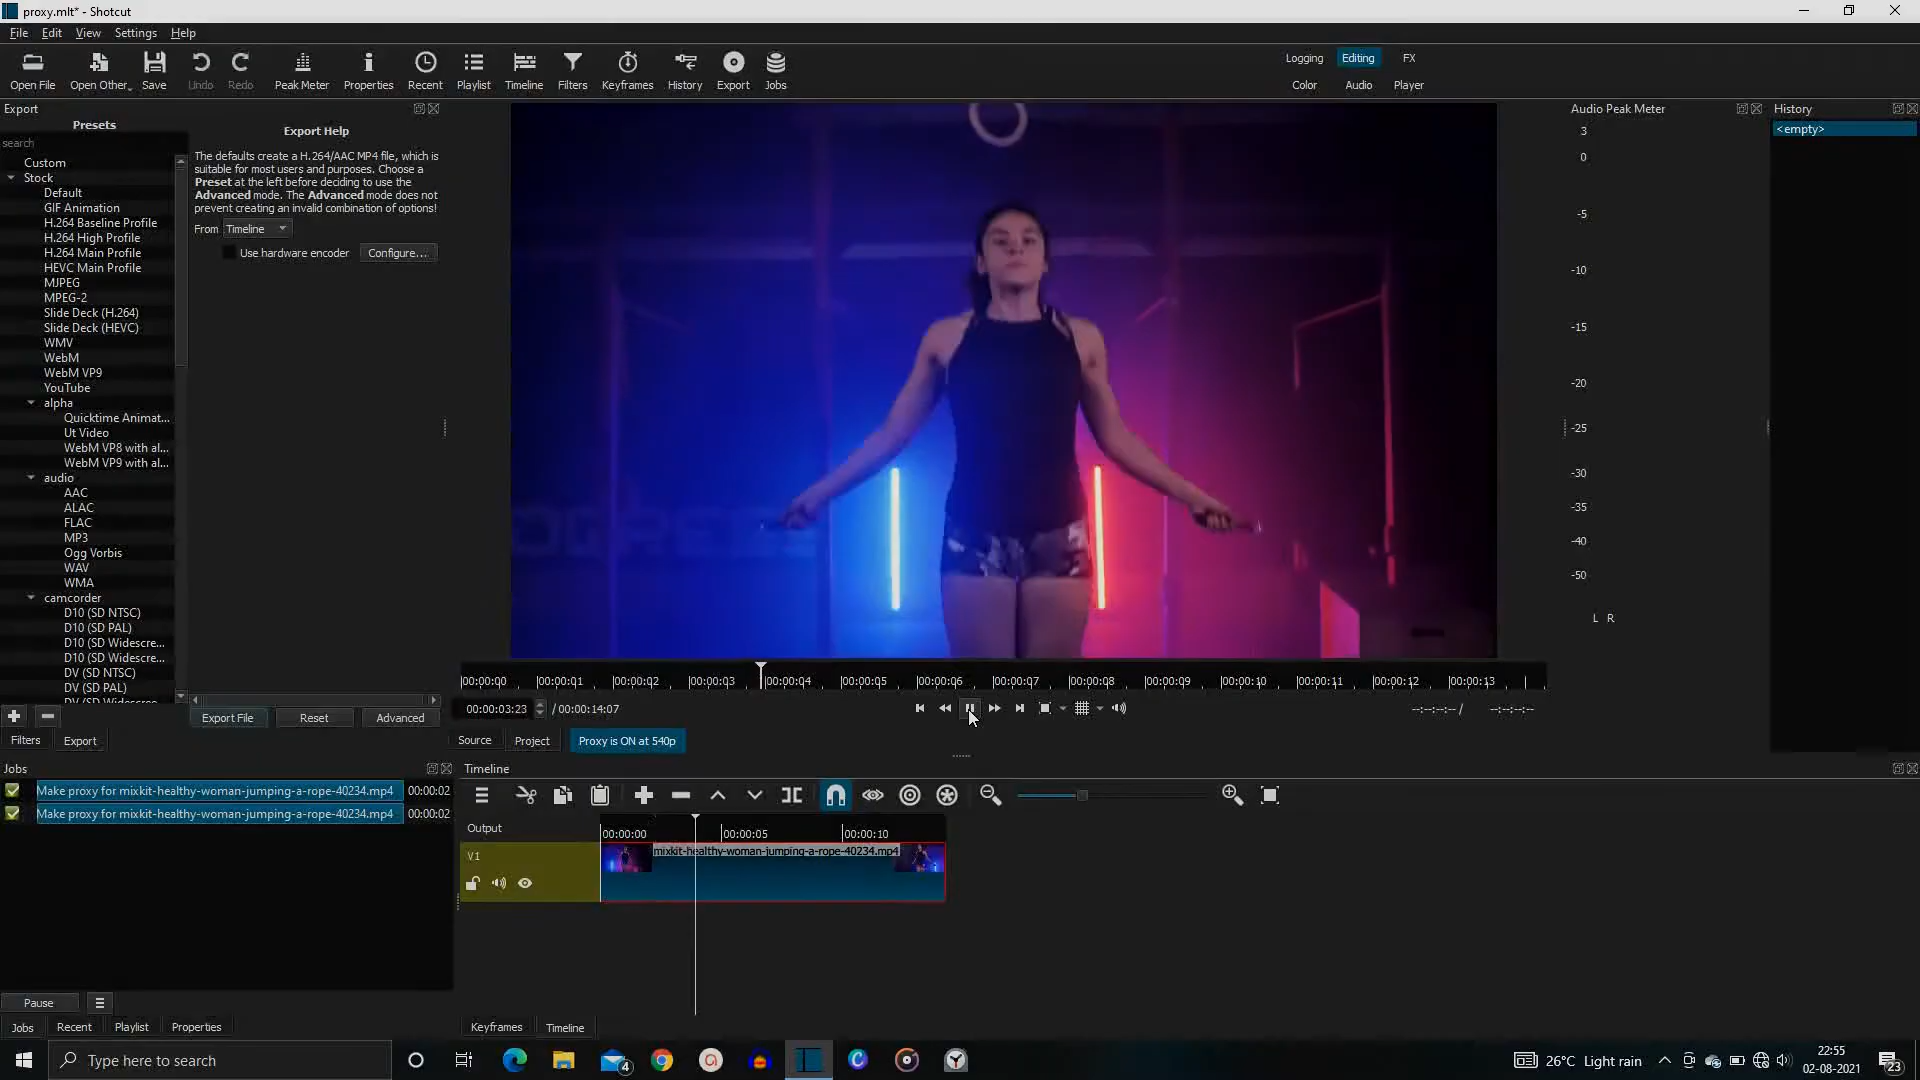 proxy.mlt* - Shotcut
File Edit View Settings Help
Open File Open Other... Save Undo Redo Peak Meter Properties Recent Playlist Timeline Filters Keyframes History Export Jobs
Logging Editing FX
Color Audio Player
Export
Presets
search
Custom
Stock
Default
GIF Animation
H.264 Baseline Profile
H.264 High Profile
H.264 Main Profile
HEVC Main Profile
MJPEG
MPEG-2
Slide Deck (H.264)
Slide Deck (HEVC)
WMV
WebM
WebM VP9
YouTube
alpha
Quicktime Animat...
Ut Video
WebM VP8 with al...
WebM VP9 with al...
audio
AAC
ALAC
FLAC
MP3
Ogg Vorbis
WAV
WMA
camcorder
D10 (SD NTSC)
D10 (SD PAL)
D10 (SD Widescre...
D10 (SD Widescre...
DV (SD NTSC)
DV (SD PAL)
Export Help
The defaults create a H.264/AAC MP4 file, which is
suitable for most users and purposes. Choose a
Preset at the left before deciding to use the
Advanced mode. The Advanced mode does not
prevent creating an invalid combination of options!
From Timeline
Use hardware encoder Configure...
Export File Reset Advanced
Filters Export
Audio Peak Meter
3
0
-5
-10
-15
-20
-25
-30
-35
-40
-50
L R
History
<empty>
00:00:00 00:00:01 00:00:02 00:00:03 00:00:04 00:00:05 00:00:06 00:00:07 00:00:08 00:00:09 00:00:10 00:00:11 00:00:12 00:00:13
00:00:03:23 / 00:00:14:07
--:--:--:-- / --:--:--:--
Source Project Proxy is ON at 540p
Jobs
Make proxy for mixkit-healthy-woman-jumping-a-rope-40234.mp4 00:00:02
Make proxy for mixkit-healthy-woman-jumping-a-rope-40234.mp4 00:00:02
Pause
Jobs Recent Playlist Properties
Timeline
Output
00:00:00 00:00:05 00:00:10
V1
mixkit-healthy-woman-jumping-a-rope-40234.mp4
Keyframes Timeline
Type here to search
4
26°C Light rain
22:55
02-08-2021
23